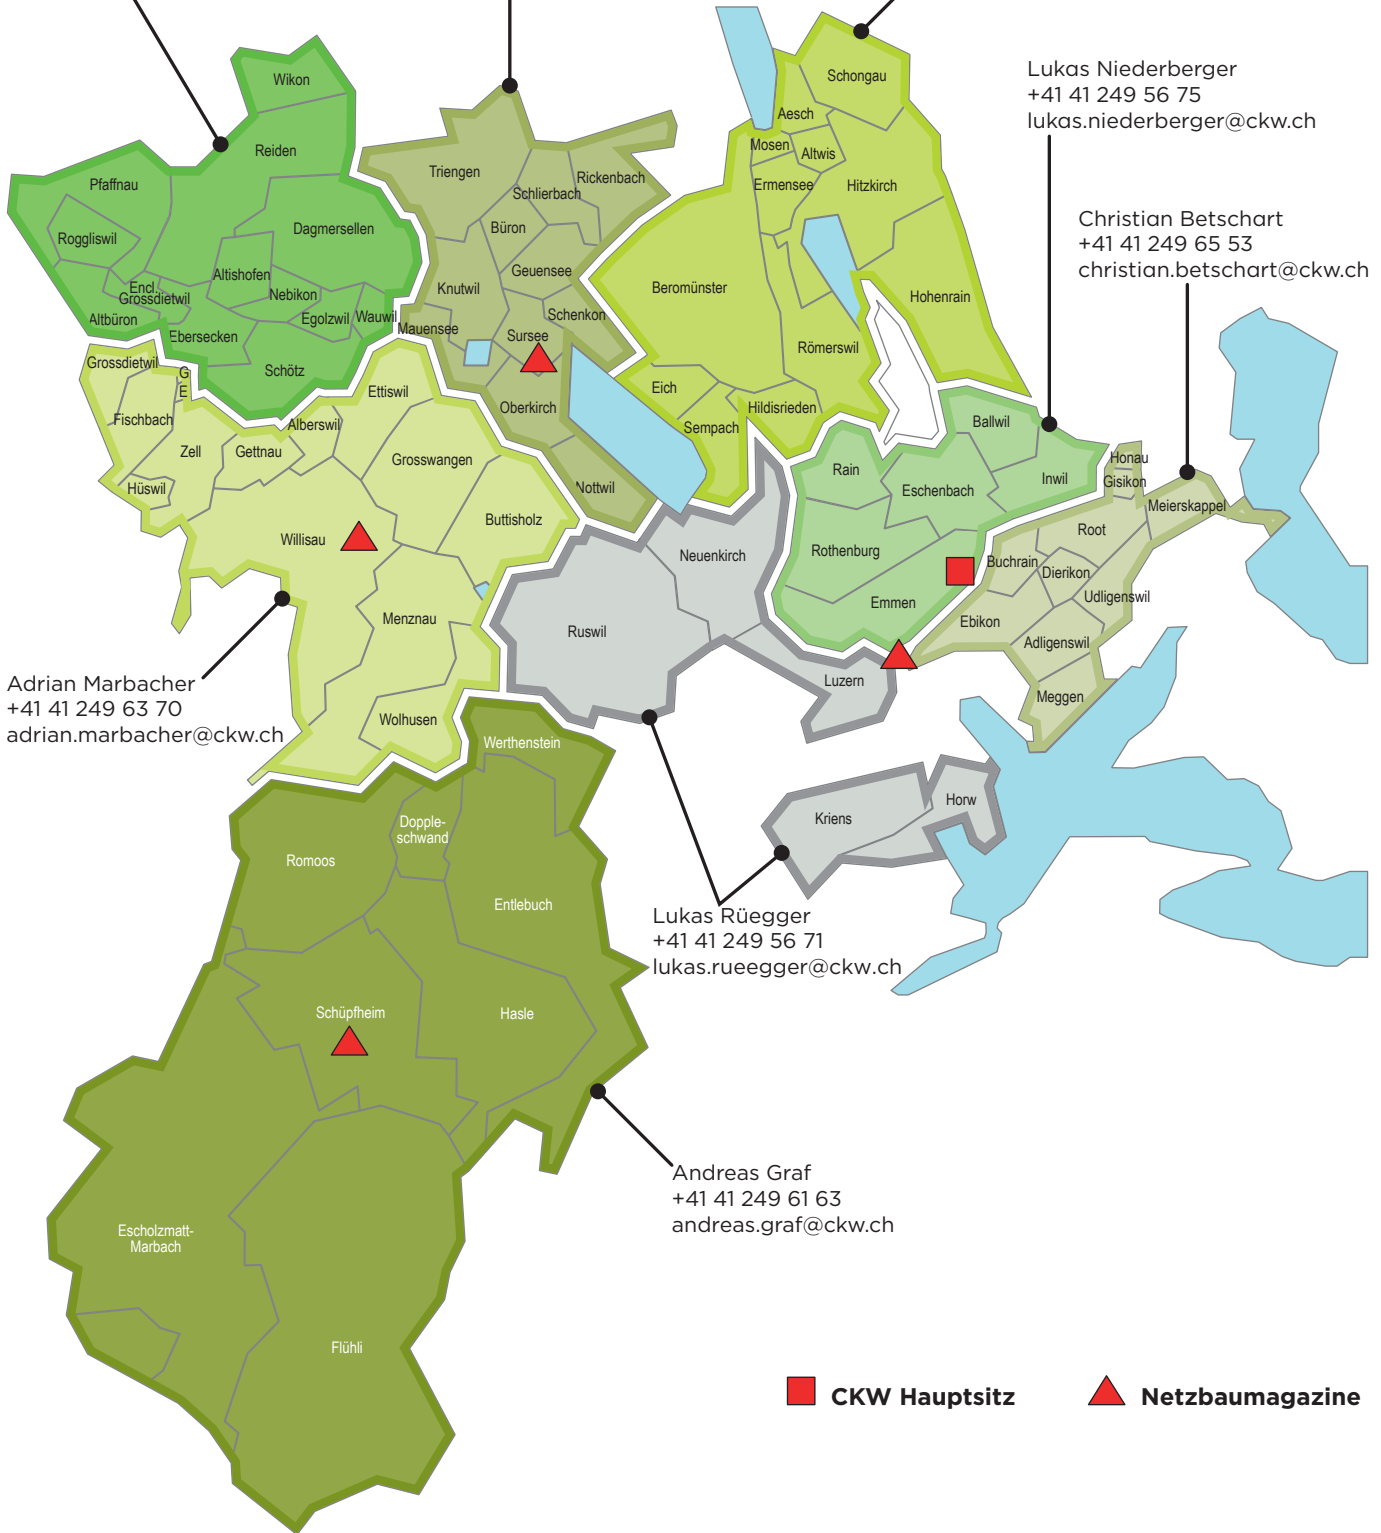 Lukas Niederberger
+41 41 249 56 75
lukas.niederberger@ckw.ch
Christian Betschart
+41 41 249 65 53
christian.betschart@ckw.ch
Wikon
Reiden
Pfaffnau
Roggliswil
Dagmersellen
Altishofen
Encl.
Grossdietwil
Nebikon
Altbüron
Egolzwil
Wauwil
Ebersecken
Schötz
Triengen
Schlierbach
Rickenbach
Büron
Geuensee
Knutwil
Schenkon
Mauensee
Sursee
Oberkirch
Nottwil
Schongau
Aesch
Mosen
Altwis
Ermensee
Hitzkirch
Beromünster
Hohenrain
Römerswil
Eich
Hildisrieden
Sempach
Grossdietwil
G
E
Fischbach
Ettiswil
Alberswil
Zell
Gettnau
Grosswangen
Hüswil
Buttisholz
Willisau
Menznau
Wolhusen
Ballwil
Rain
Eschenbach
Inwil
Rothenburg
Emmen
Honau
Gisikon
Meierskappel
Root
Buchrain
Dierikon
Udligenswil
Ebikon
Adligenswil
Meggen
Neuenkirch
Ruswil
Luzern
Kriens
Horw
Adrian Marbacher
+41 41 249 63 70
adrian.marbacher@ckw.ch
Werthenstein
Dopple-
schwand
Romoos
Entlebuch
Schüpfheim
Hasle
Escholzmatt-
Marbach
Flühli
Lukas Rüegger
+41 41 249 56 71
lukas.rueegger@ckw.ch
Andreas Graf
+41 41 249 61 63
andreas.graf@ckw.ch
CKW Hauptsitz
Netzbaumagazine